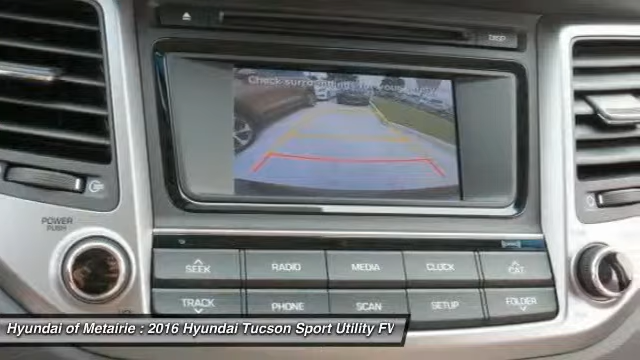 DISP
Check surroundings for your safety
POWER
PUSH
SEEK
RADIO
MEDIA
CLOCK
CAT
TRACK
PHONE
SCAN
SETUP
FOLDER
Hyundai of Metairie : 2016 Hyundai Tucson Sport Utility FV